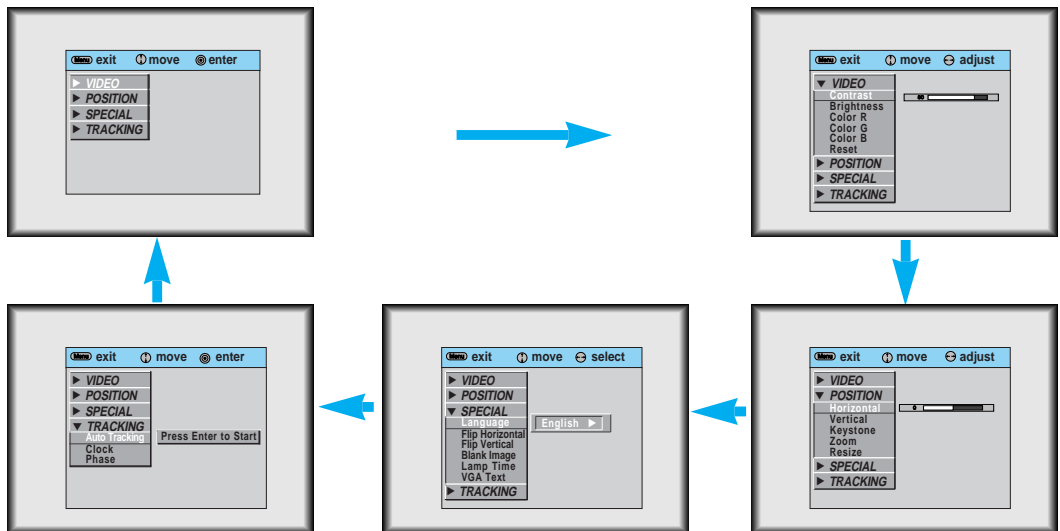 Menu exit move enter
VIDEO
POSITION
SPECIAL
TRACKING
Menu exit move adjust
VIDEO
Contrast
80
Brightness
Color R
Color G
Color B
Reset
POSITION
SPECIAL
TRACKING
Menu exit move enter
VIDEO
POSITION
SPECIAL
TRACKING
Auto Tracking Press Enter to Start
Clock
Phase
Menu exit move select
VIDEO
POSITION
SPECIAL
Language English
Flip Horizontal
Flip Vertical
Blank Image
Lamp Time
VGA Text
TRACKING
Menu exit move adjust
VIDEO
POSITION
Horizontal 0
Vertical
Keystone
Zoom
Resize
SPECIAL
TRACKING